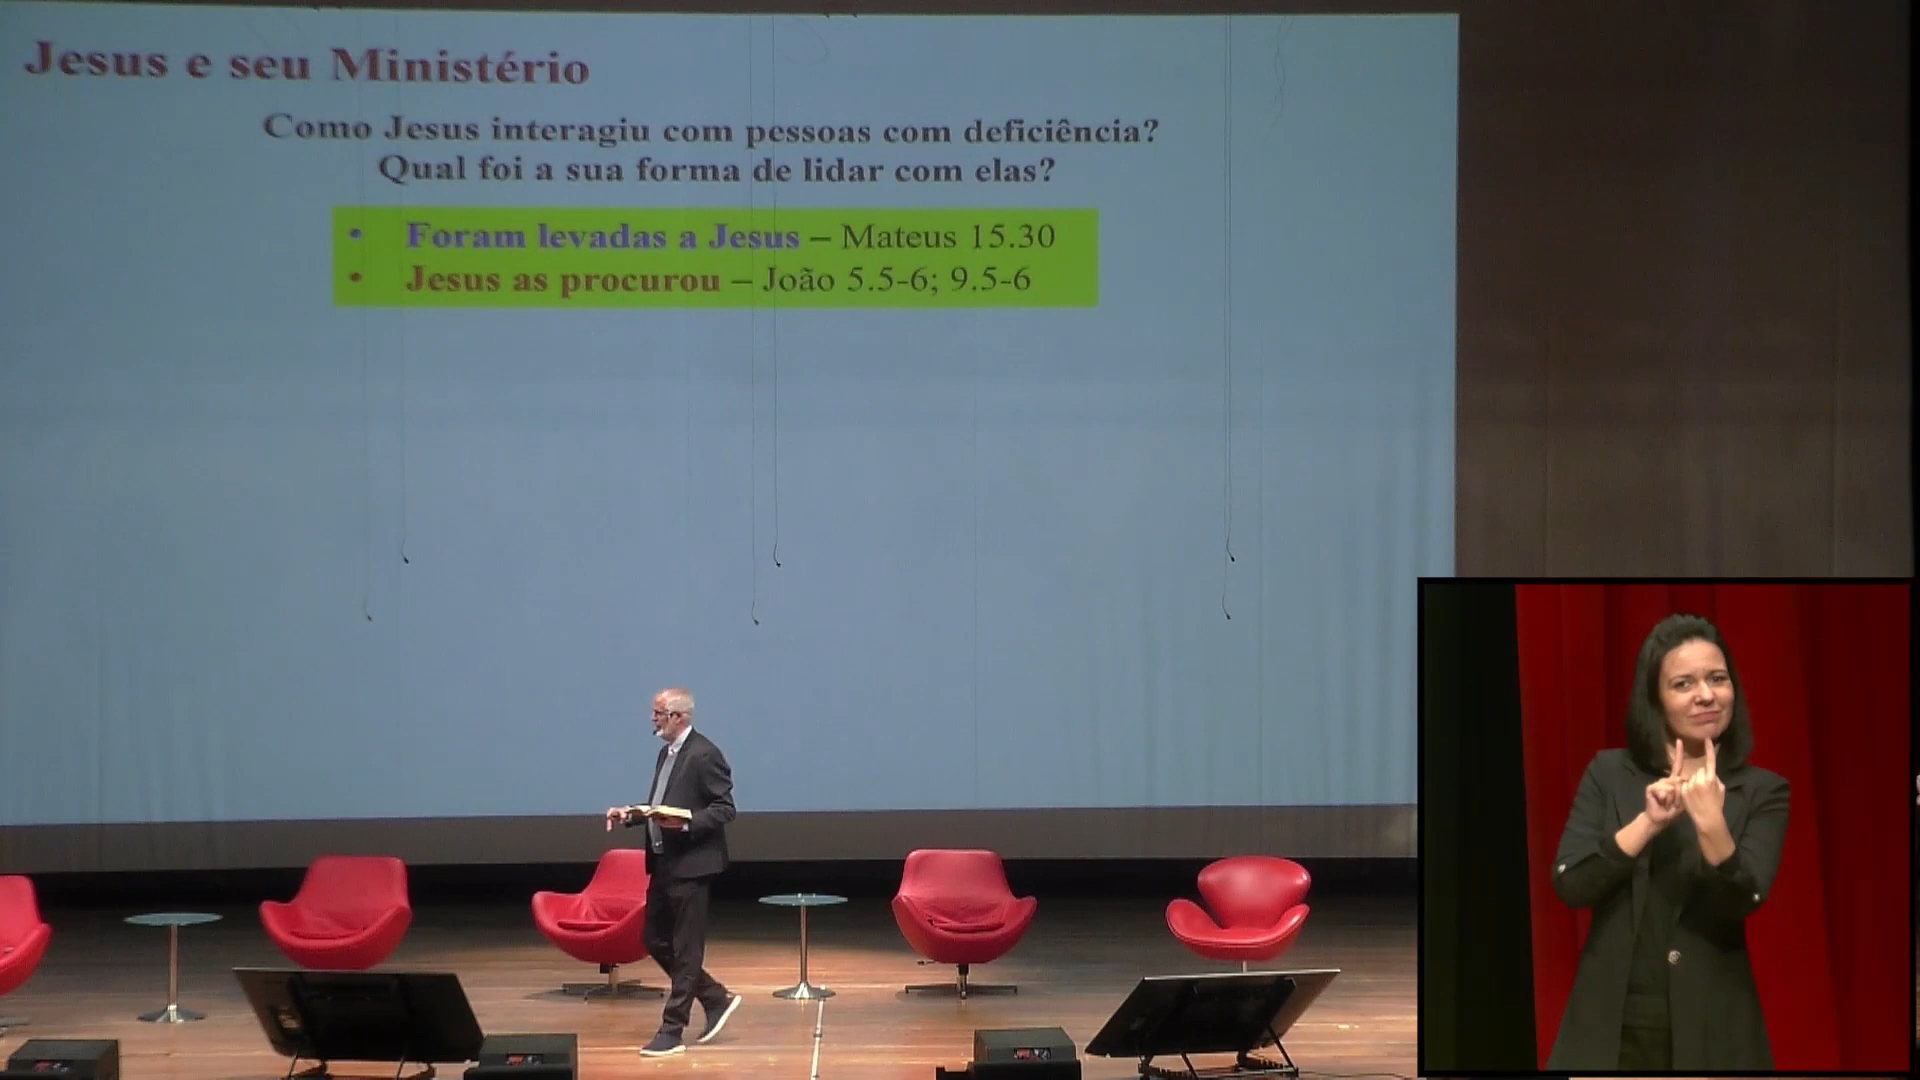 Jesus e seu Ministério
Como Jesus interagiu com pessoas com deficiência?
Qual foi a sua forma de lidar com elas?
• Foram levadas a Jesus – Mateus 15.30
• Jesus as procurou – João 5.5-6; 9.5-6